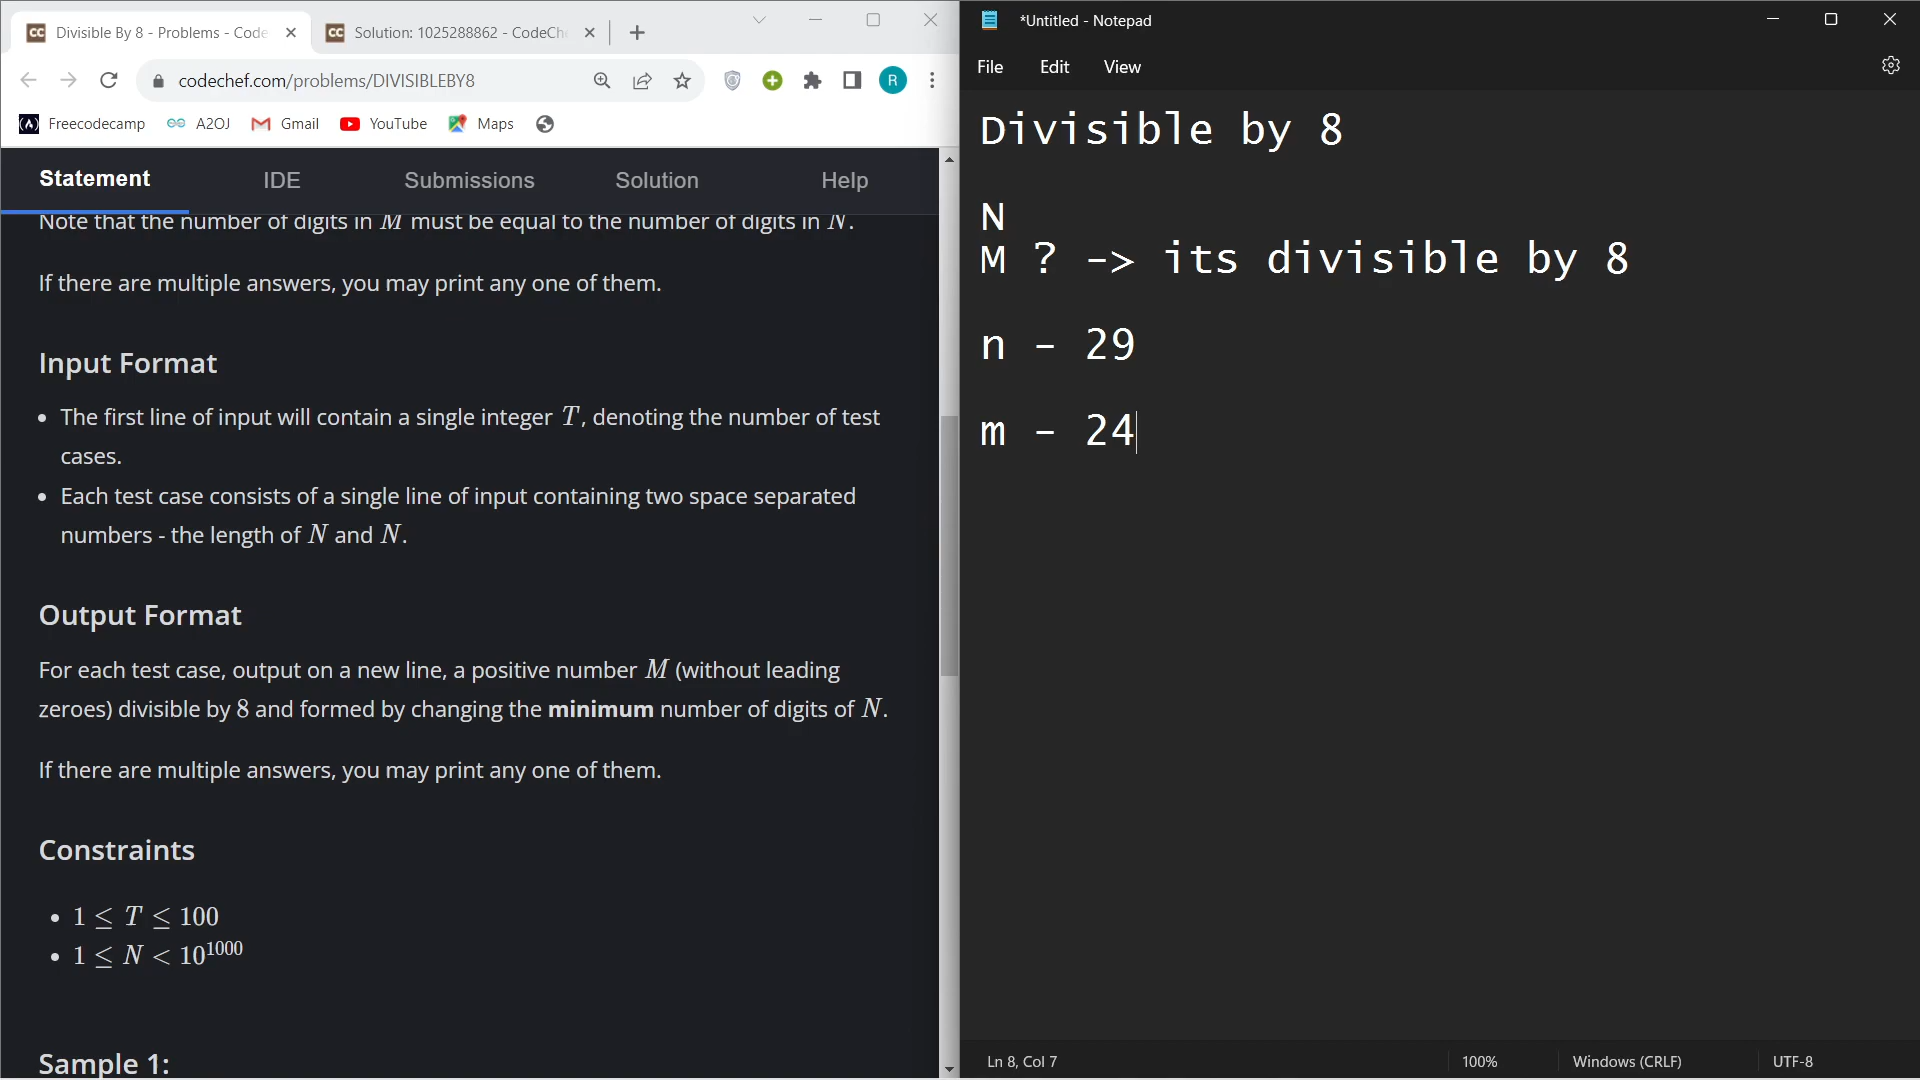 Divisible By 8 - Problems - Code
Solution: 1025288862 - CodeChe
codechef.com/problems/DIVISIBLEBY8
R
Freecodecamp
A2OJ
Gmail
YouTube
Maps
Statement
IDE
Submissions
Solution
Help
Note that the number of digits in M must be equal to the number of digits in N.
If there are multiple answers, you may print any one of them.
Input Format
• The first line of input will contain a single integer T, denoting the number of test
cases.
• Each test case consists of a single line of input containing two space separated
numbers - the length of N and N.
Output Format
For each test case, output on a new line, a positive number M (without leading
zeroes) divisible by 8 and formed by changing the minimum number of digits of N.
If there are multiple answers, you may print any one of them.
Constraints
• 1 ≤ T ≤ 100
• 1 ≤ N < 10^1000
Sample 1:
*Untitled - Notepad
File
Edit
View
Divisible by 8
N
M ? -> its divisible by 8
n - 29
m - 24
Ln 8, Col 7
100%
Windows (CRLF)
UTF-8